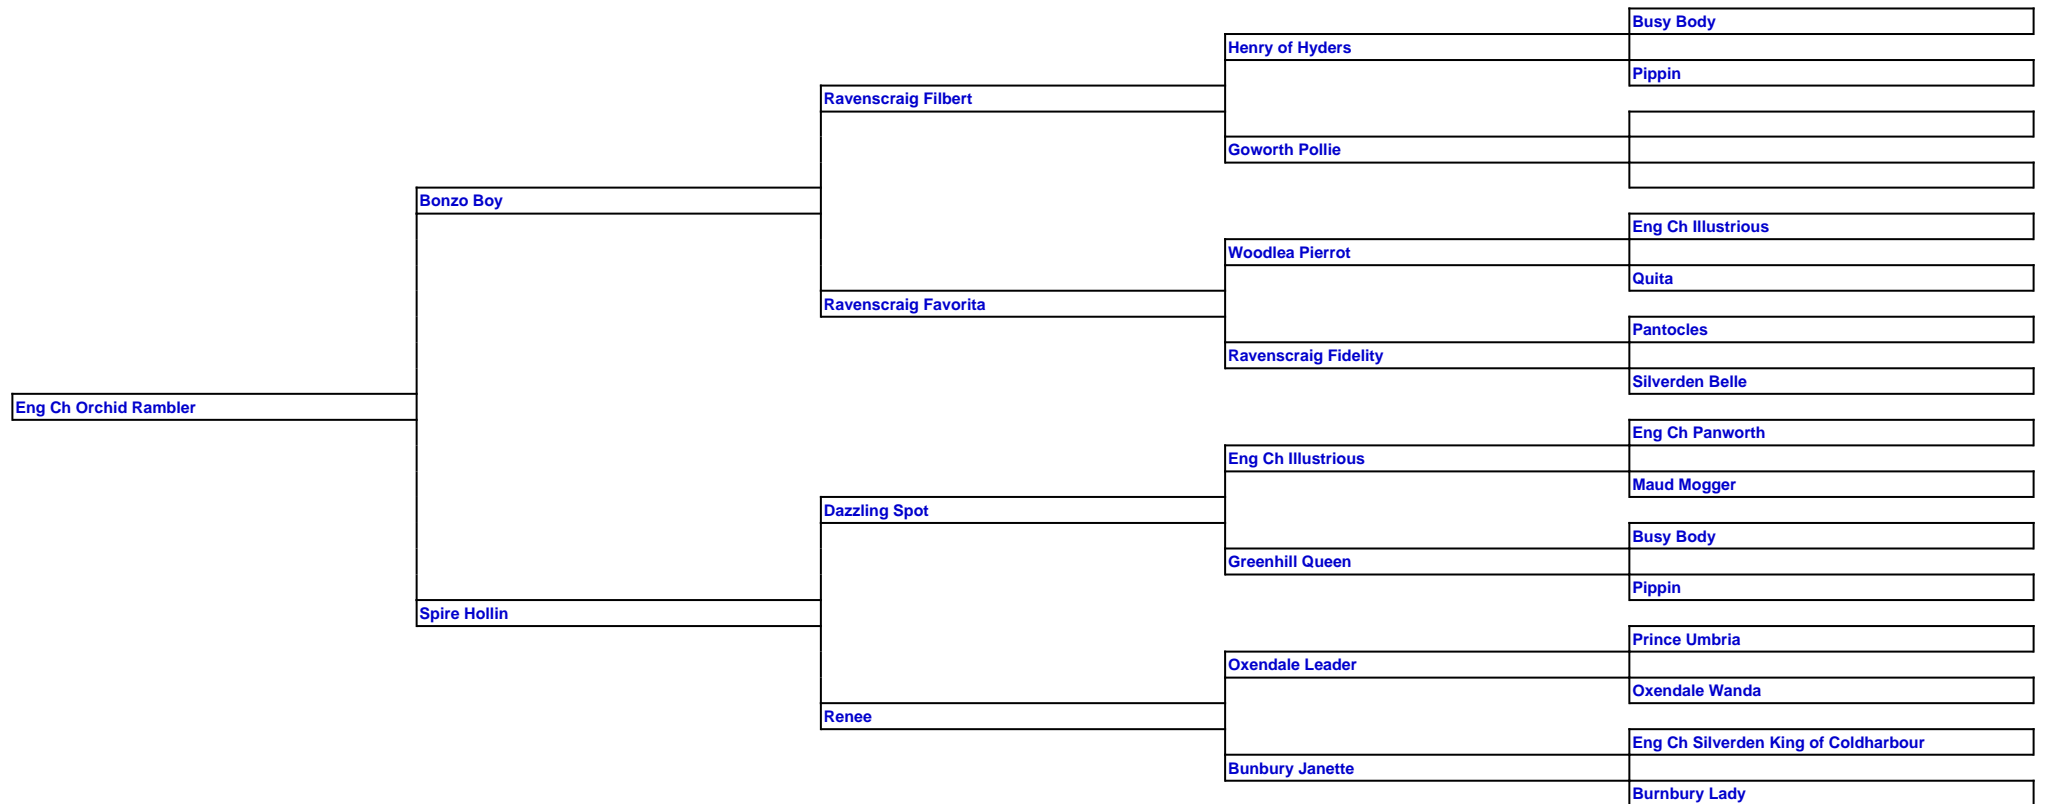 Busy Body
Henry of Hyders
Pippin
Ravenscraig Filbert
Goworth Pollie
Bonzo Boy
Eng Ch Illustrious
Woodlea Pierrot
Quita
Ravenscraig Favorita
Pantocles
Ravenscraig Fidelity
Silverden Belle
Eng Ch Orchid Rambler
Eng Ch Panworth
Eng Ch Illustrious
Maud Mogger
Dazzling Spot
Busy Body
Greenhill Queen
Pippin
Spire Hollin
Prince Umbria
Oxendale Leader
Oxendale Wanda
Renee
Eng Ch Silverden King of Coldharbour
Bunbury Janette
Burnbury Lady